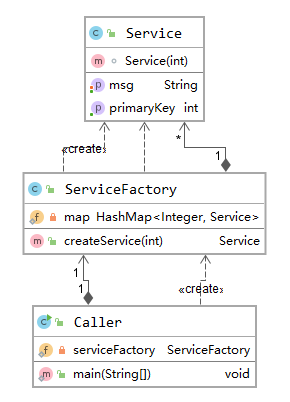 C Service
m Service(int)
p msg String
p primaryKey int
«create»
*
1
C ServiceFactory
f map HashMap<Integer, Service>
m createService(int) Service
1
1
«create»
C Caller
f serviceFactory ServiceFactory
m main(String[]) void